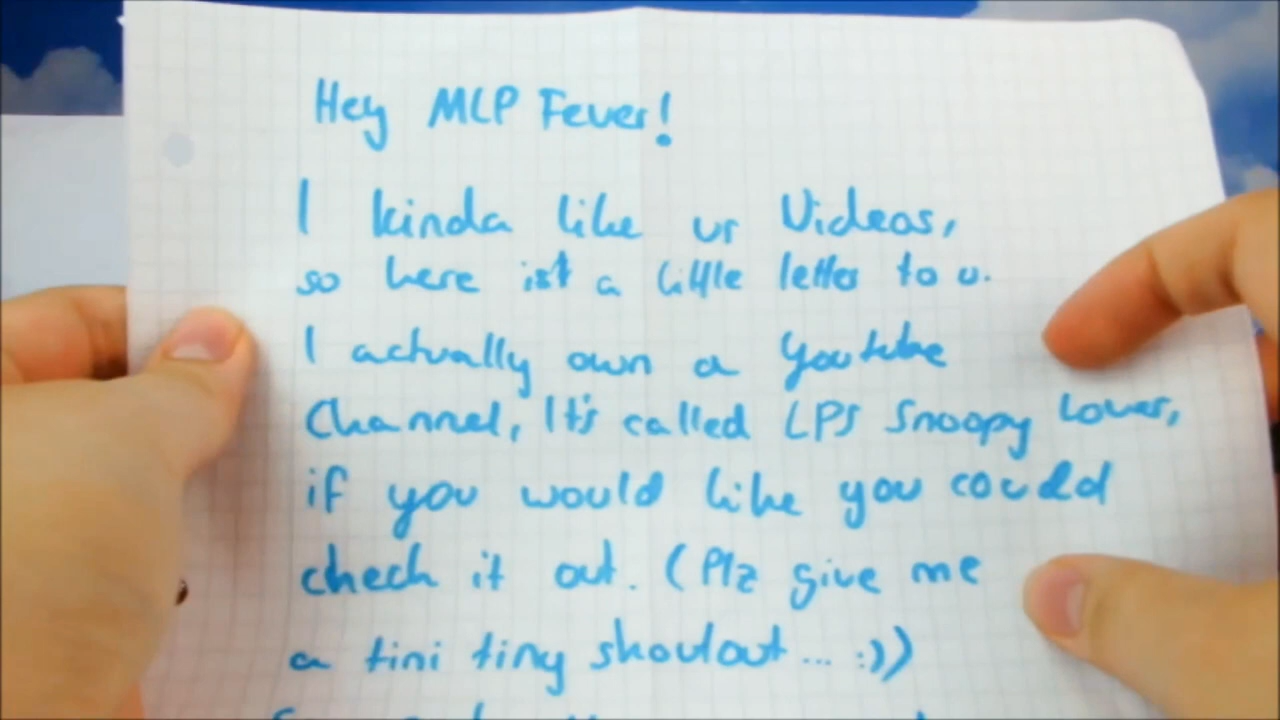 Hey MLP Fever!
I kinda like ur Videos,
so here ist a little letter to u.
I actually own a Youtube
Channel, It's called LPS Snoopy Lover,
if you would like you could
check it out. (Plz give me
a tini tiny shoutout... :))